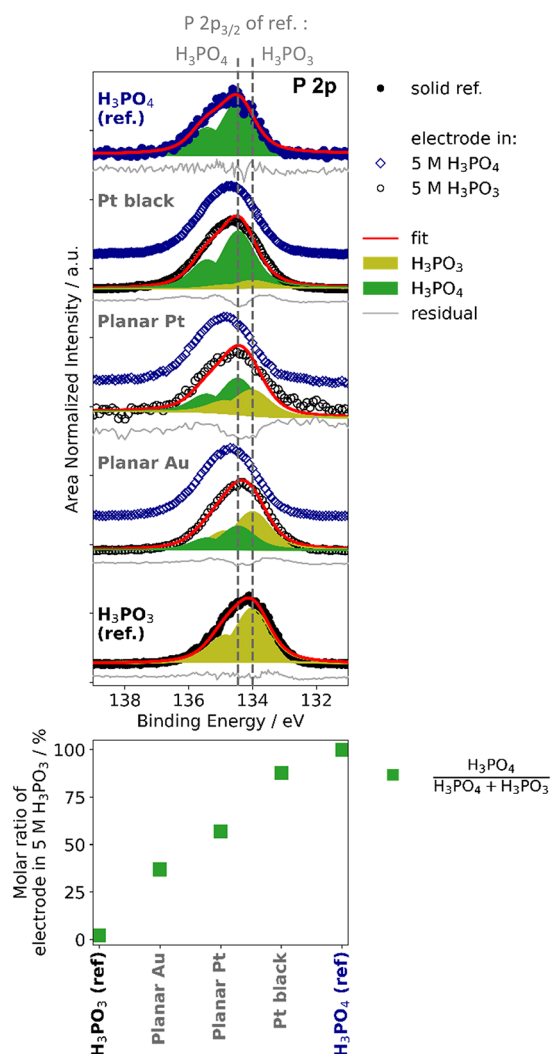 P 2p3/2 of ref. :
H3PO4 H3PO3
P 2p
H3PO4
(ref.)
Pt black
Planar Pt
Planar Au
H3PO3
(ref.)
Area Normalized Intensity / a.u.
138 136 134 132
Binding Energy / eV
solid ref.
electrode in:
5 M H3PO4
5 M H3PO3
fit
H3PO3
H3PO4
residual
Molar ratio of
electrode in 5 M H3PO3 / %
100
75
50
25
0
H3PO3 (ref)
Planar Au
Planar Pt
Pt black
H3PO4 (ref)
H3PO4
H3PO4 + H3PO3